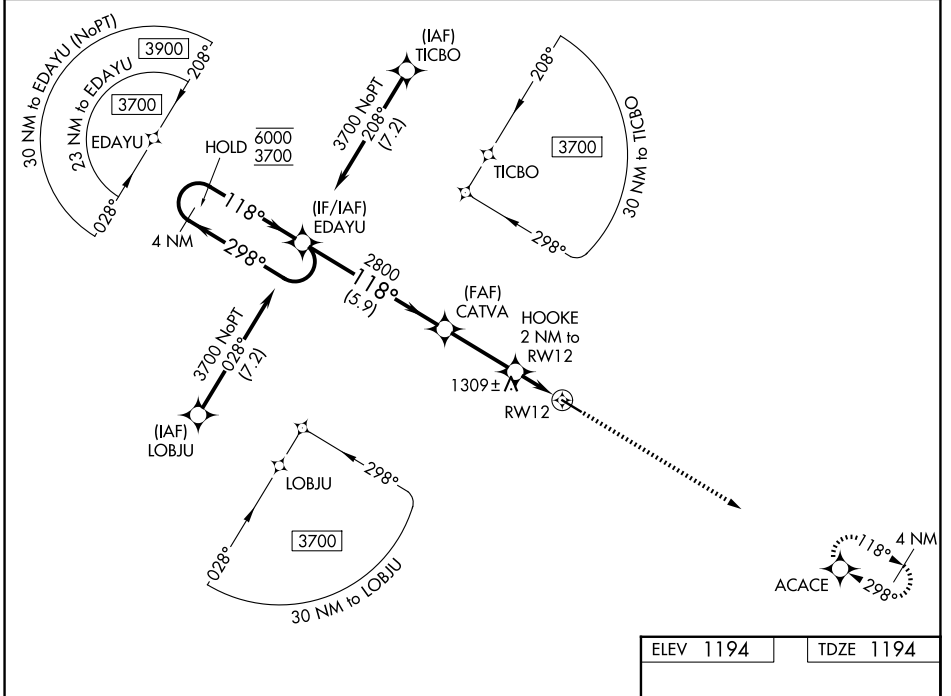 30 NM to EDAYU (NoPT)
3900
208°
23 NM to EDAYU
3700
EDAYU
028°
HOLD
6000
3700
(IAF)
TICBO
3700 NoPT
208°
(7.2)
208°
3700
TICBO
298°
30 NM to TICBO
118°
298°
4 NM
(IF/IAF)
EDAYU
2800
118°
(5.9)
(FAF)
CATVA
HOOKE
2 NM to
RW12
1309±
RW12
3700 NoPT
028°
(7.2)
(IAF)
LOBJU
LOBJU
298°
028°
3700
30 NM to LOBJU
118°
4 NM
298°
ACACE
ELEV 1194
TDZE 1194